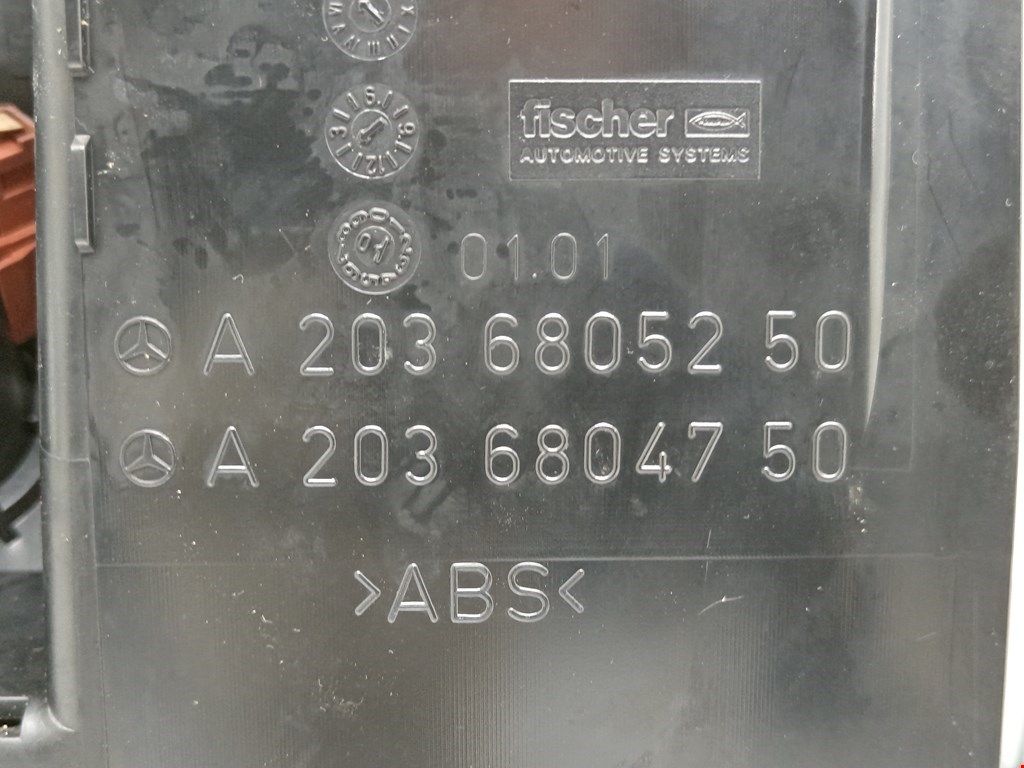 fischer
AUTOMOTIVE SYSTEMS
01.01
A 203 68052 50
A 203 68047 50
>ABS<